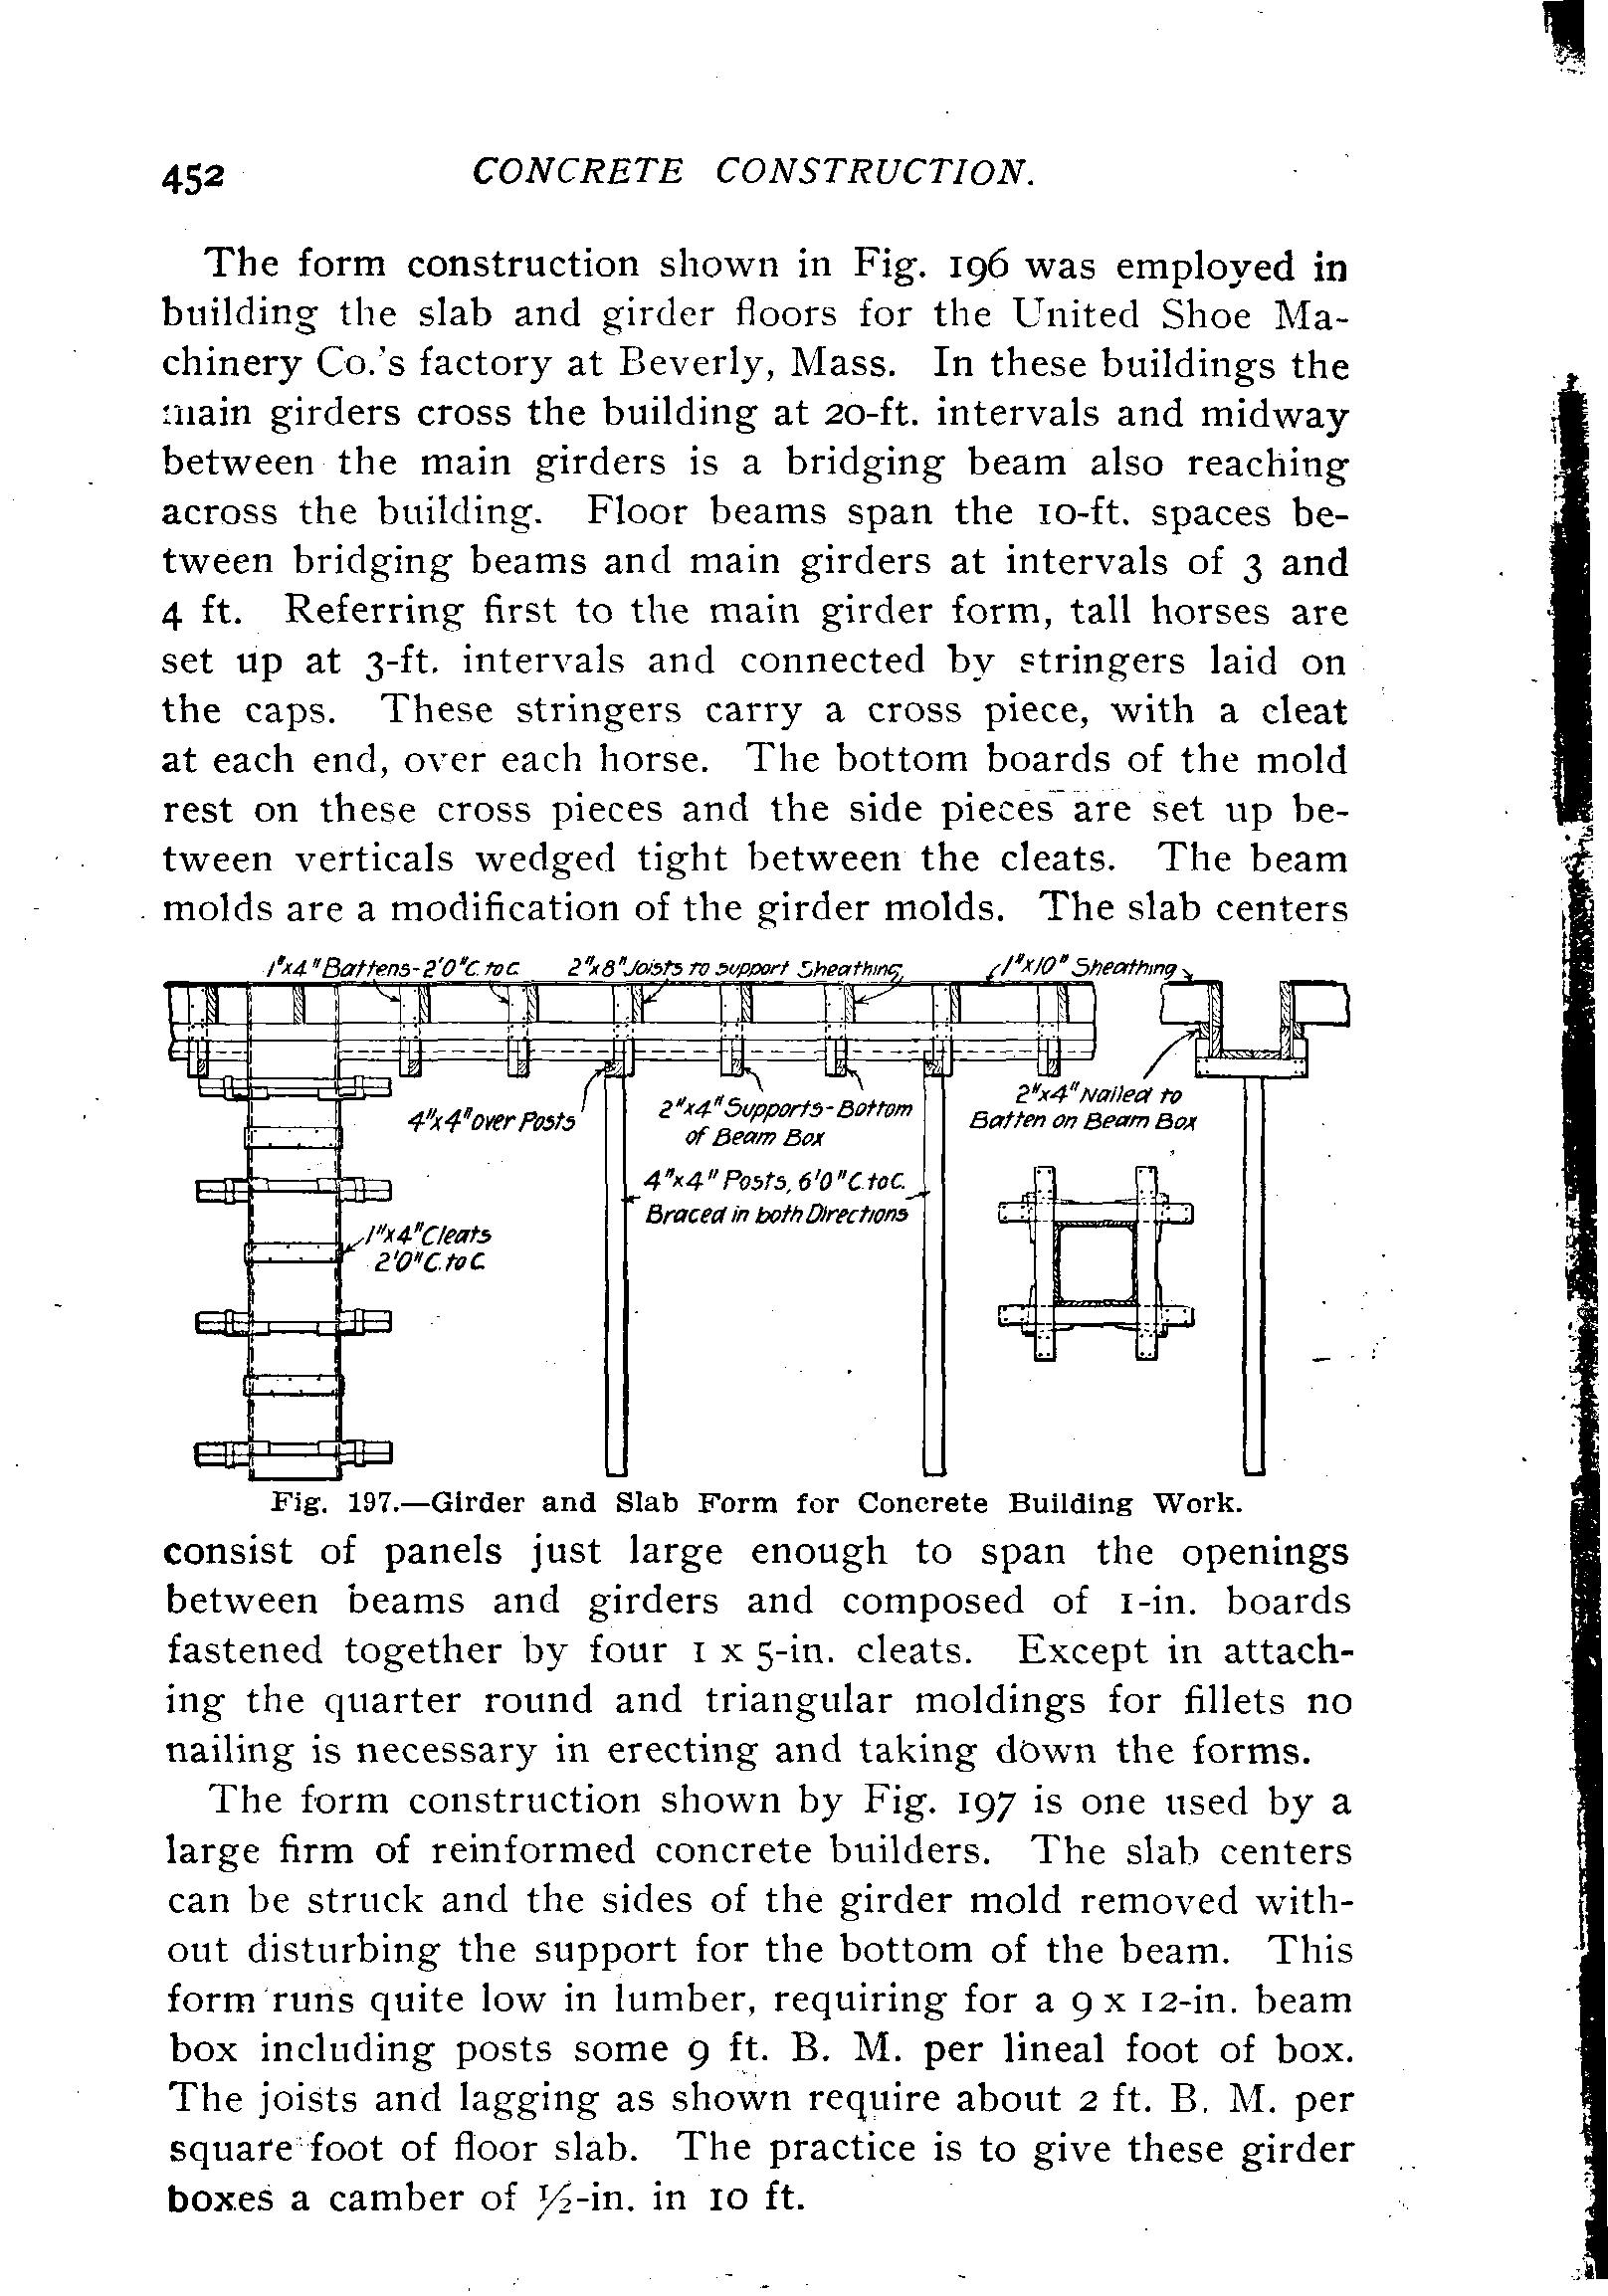 452 CONCRETE CONSTRUCTION.
The form construction shown in Fig. 196 was employed in
building the slab and girder floors for the United Shoe Ma-
chinery Co.'s factory at Beverly, Mass. In these buildings the
main girders cross the building at 20-ft. intervals and midway
between the main girders is a bridging beam also reaching
across the building. Floor beams span the 10-ft. spaces be-
tween bridging beams and main girders at intervals of 3 and
4 ft. Referring first to the main girder form, tall horses are
set up at 3-ft. intervals and connected by stringers laid on
the caps. These stringers carry a cross piece, with a cleat
at each end, over each horse. The bottom boards of the mold
rest on these cross pieces and the side pieces are set up be-
tween verticals wedged tight between the cleats. The beam
molds are a modification of the girder molds. The slab centers
1"x4" Battens-2'0"C. to C. 2"x8" Joists to support Sheathing 1"x10" Sheathing
4"x4" over Posts
2"x4" Supports-Bottom
of Beam Box
2"x4" Nailed to
Batten on Beam Box
4"x4" Posts, 6'0"C. to C.
Braced in both Directions
1"x4" Cleats
2'0"C. to C.
Fig. 197.—Girder and Slab Form for Concrete Building Work.
consist of panels just large enough to span the openings
between beams and girders and composed of 1-in. boards
fastened together by four 1 x 5-in. cleats. Except in attach-
ing the quarter round and triangular moldings for fillets no
nailing is necessary in erecting and taking down the forms.
The form construction shown by Fig. 197 is one used by a
large firm of reinformed concrete builders. The slab centers
can be struck and the sides of the girder mold removed with-
out disturbing the support for the bottom of the beam. This
form runs quite low in lumber, requiring for a 9 x 12-in. beam
box including posts some 9 ft. B. M. per lineal foot of box.
The joists and lagging as shown require about 2 ft. B. M. per
square foot of floor slab. The practice is to give these girder
boxes a camber of ½-in. in 10 ft.